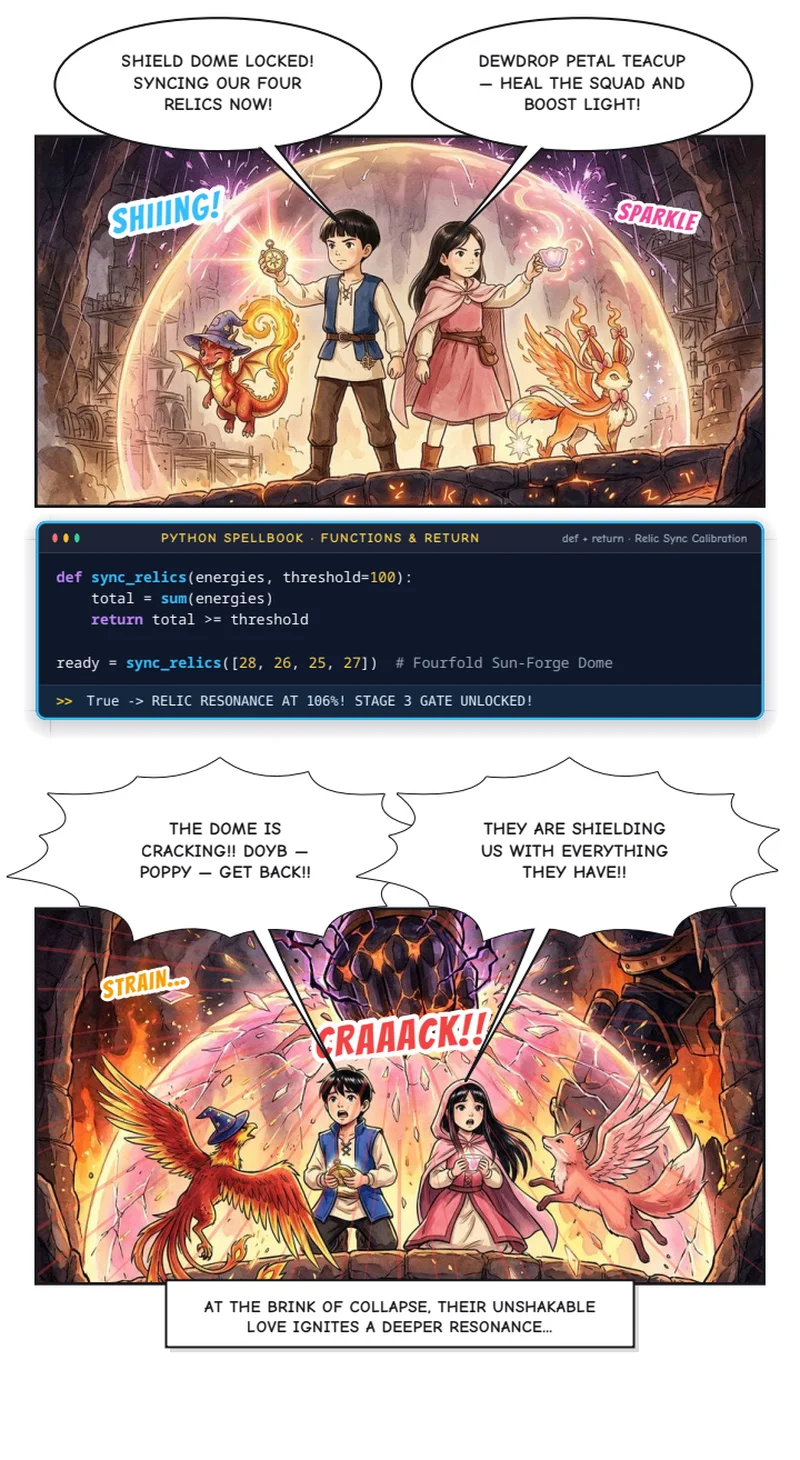 SHIELD DOME LOCKED!
SYNCING OUR FOUR
RELICS NOW!
DEWDROP PETAL TEACUP
— HEAL THE SQUAD AND
BOOST LIGHT!
SHIIING!
SPARKLE
PYTHON SPELLBOOK · FUNCTIONS & RETURN
def + return · Relic Sync Calibration
def sync_relics(energies, threshold=100):
    total = sum(energies)
    return total >= threshold
ready = sync_relics([28, 26, 25, 27])  # Fourfold Sun-Forge Dome
>> True -> RELIC RESONANCE AT 106%! STAGE 3 GATE UNLOCKED!
THE DOME IS
CRACKING!! DOYB —
POPPY — GET BACK!!
THEY ARE SHIELDING
US WITH EVERYTHING
THEY HAVE!!
STRAIN...
CRAAACK!!
AT THE BRINK OF COLLAPSE, THEIR UNSHAKABLE
LOVE IGNITES A DEEPER RESONANCE...